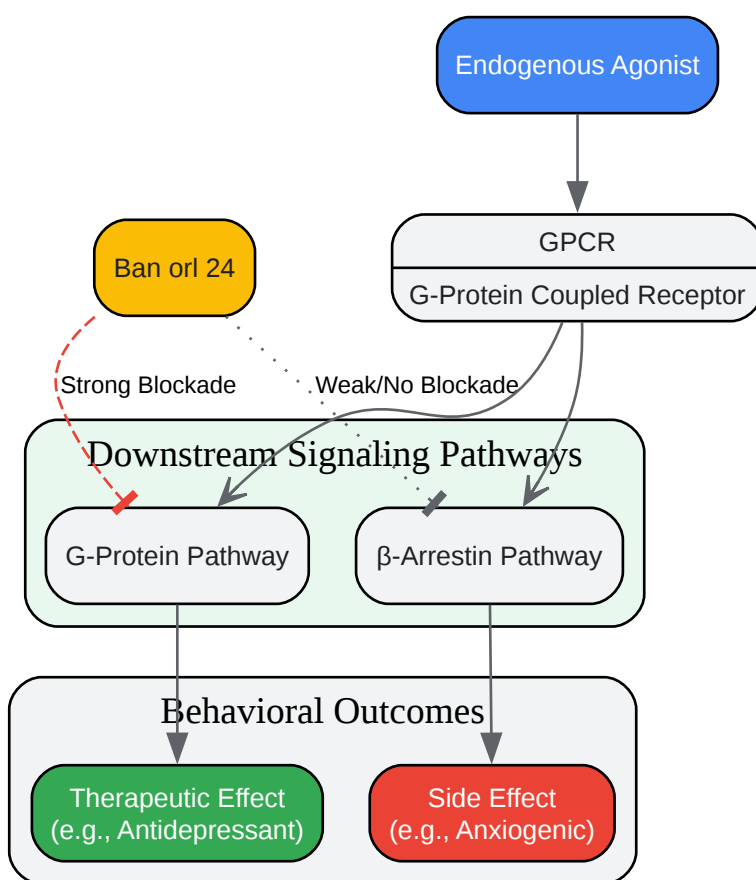 Endogenous Agonist
GPCR
G-Protein Coupled Receptor
Ban orl 24
Strong Blockade
Weak/No Blockade
Downstream Signaling Pathways
G-Protein Pathway
β-Arrestin Pathway
Behavioral Outcomes
Therapeutic Effect
(e.g., Antidepressant)
Side Effect
(e.g., Anxiogenic)